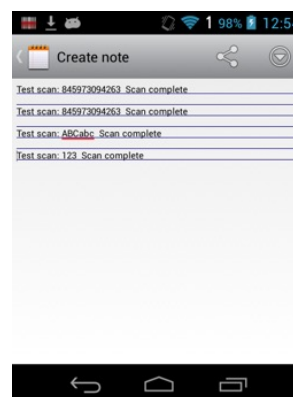 1 98% 12:5
Create note
Test scan: 845973094263 Scan complete
Test scan: 845973094263 Scan complete
Test scan: ABCabc Scan complete
Test scan: 123 Scan complete